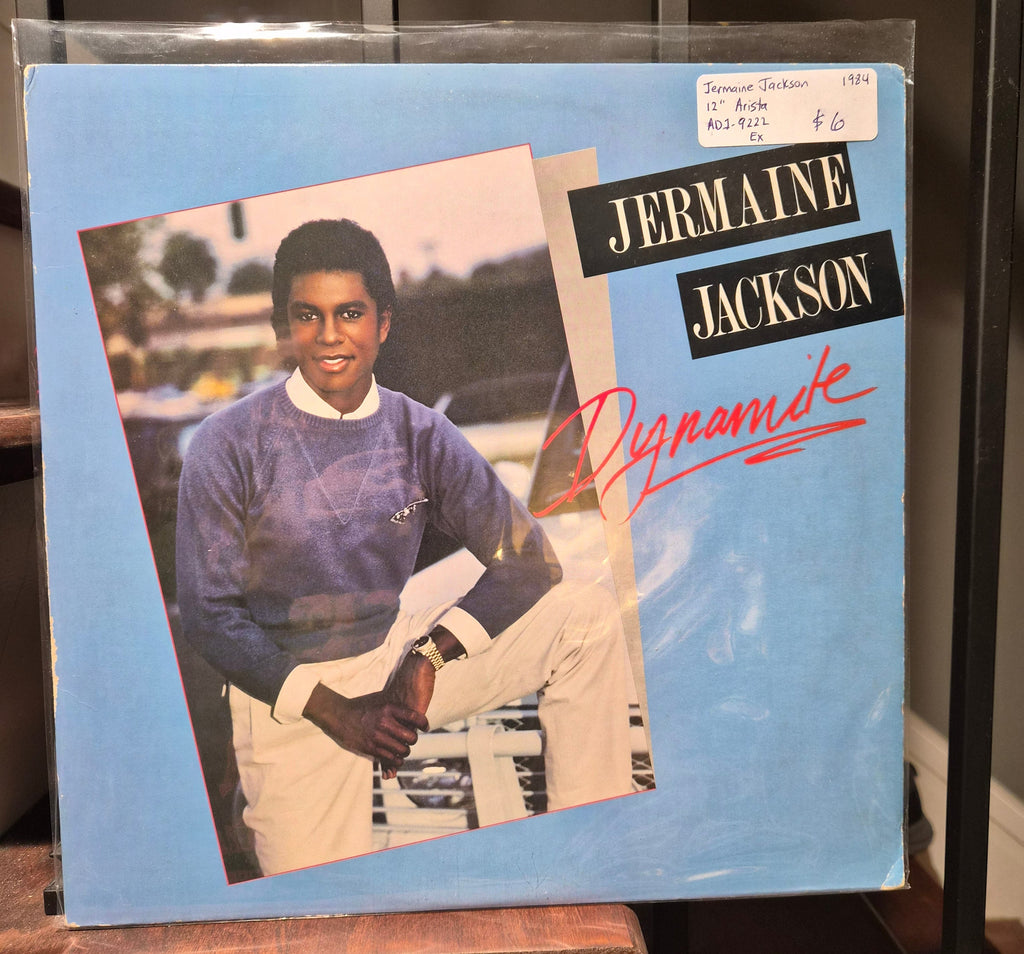 Jermaine Jackson 1984
12" Arista
AD1-9222 $6
Ex
JERMAINE
JACKSON
Dynamite